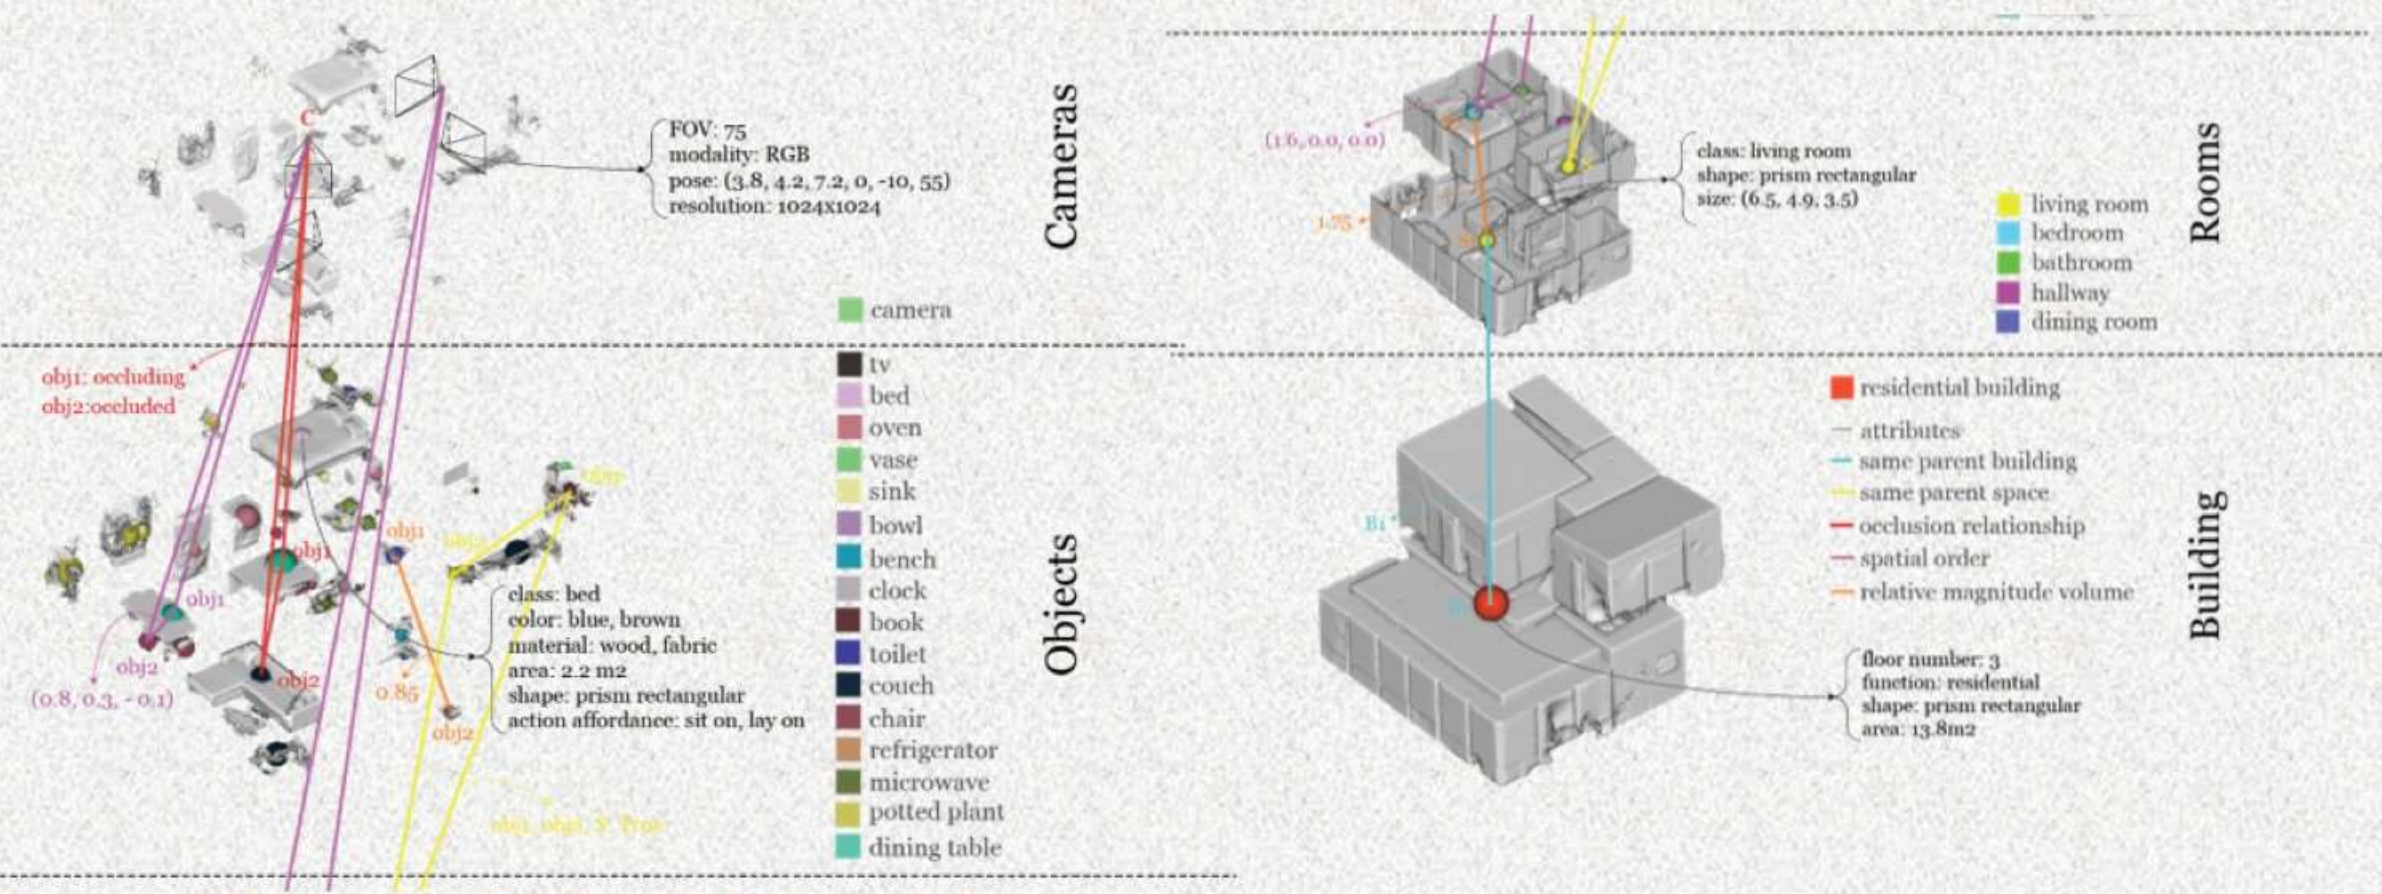 C
FOV: 75
modality: RGB
pose: (3.8, 4.2, 7.2, 0, -10, 55)
resolution: 1024x1024
Cameras
camera
obj1: occluding
obj2:occluded
tv
bed
oven
vase
sink
bowl
bench
clock
book
toilet
couch
chair
refrigerator
microwave
potted plant
dining table
Objects
obj1
obj1
obj1
obj2
(0.8, 0.3, -0.1)
obj2
0.85
obj2
class: bed
color: blue, brown
material: wood, fabric
area: 2.2 m2
shape: prism rectangular
action affordance: sit on, lay on
(1.6, 0.0, 0.0)
1.75
class: living room
shape: prism rectangular
size: (6.5, 4.9, 3.5)
living room
bedroom
bathroom
hallway
dining room
Rooms
residential building
attributes
same parent building
same parent space
occlusion relationship
spatial order
relative magnitude volume
Building
floor number: 3
function: residential
shape: prism rectangular
area: 13.8m2